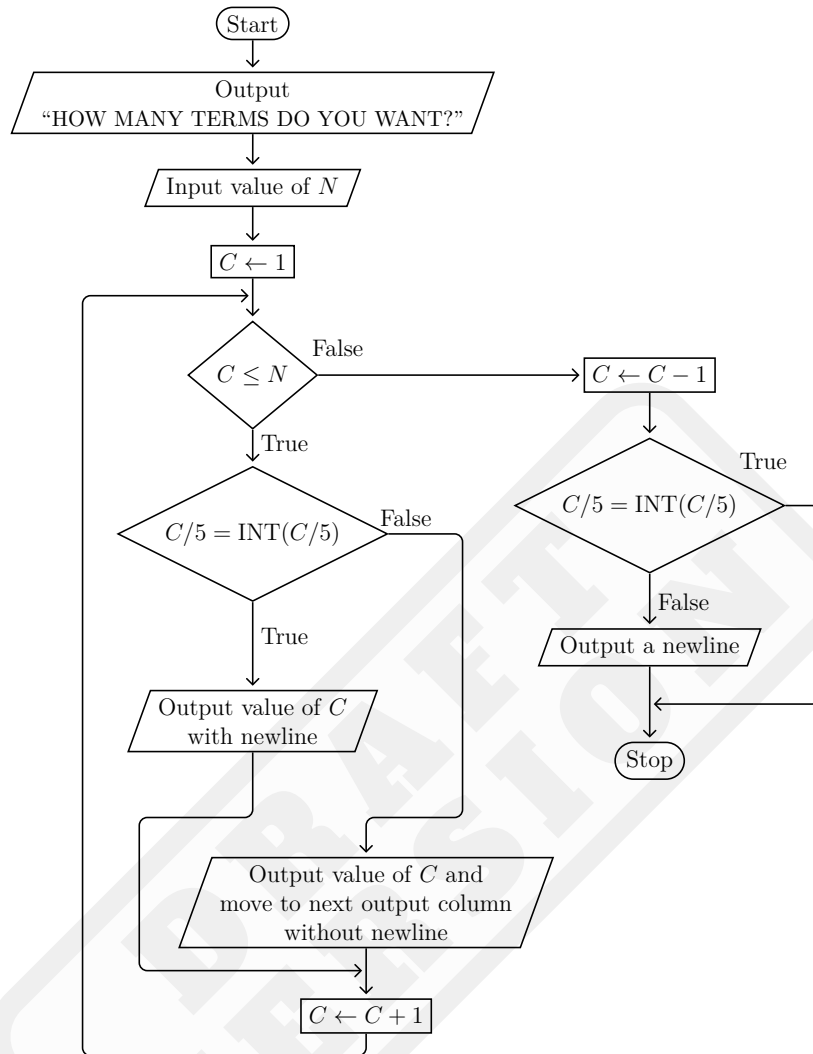 Start
Output
“HOW MANY TERMS DO YOU WANT?”
Input value of N
C ← 1
C ≤ N
False
True
C/5 = INT(C/5)
False
True
Output value of C
with newline
Output value of C and
move to next output column
without newline
C ← C + 1
C ← C − 1
C/5 = INT(C/5)
True
False
Output a newline
Stop
DRAFT
VERSION